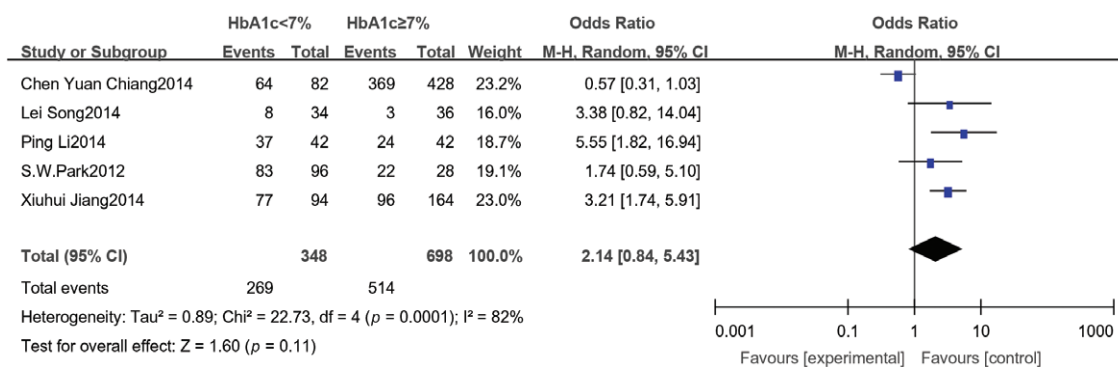 HbA1c<7% HbA1c≥7% Odds Ratio Odds Ratio
Study or Subgroup Events Total Events Total Weight M-H, Random, 95% CI M-H, Random, 95% CI
Chen Yuan Chiang2014 64 82 369 428 23.2% 0.57 [0.31, 1.03]
Lei Song2014 8 34 3 36 16.0% 3.38 [0.82, 14.04]
Ping Li2014 37 42 24 42 18.7% 5.55 [1.82, 16.94]
S.W.Park2012 83 96 22 28 19.1% 1.74 [0.59, 5.10]
Xiuhui Jiang2014 77 94 96 164 23.0% 3.21 [1.74, 5.91]
Total (95% CI) 348 698 100.0% 2.14 [0.84, 5.43]
Total events 269 514
Heterogeneity: Tau² = 0.89; Chi² = 22.73, df = 4 (p = 0.0001); I² = 82%
Test for overall effect: Z = 1.60 (p = 0.11)
0.001 0.1 1 10 1000
Favours [experimental] Favours [control]